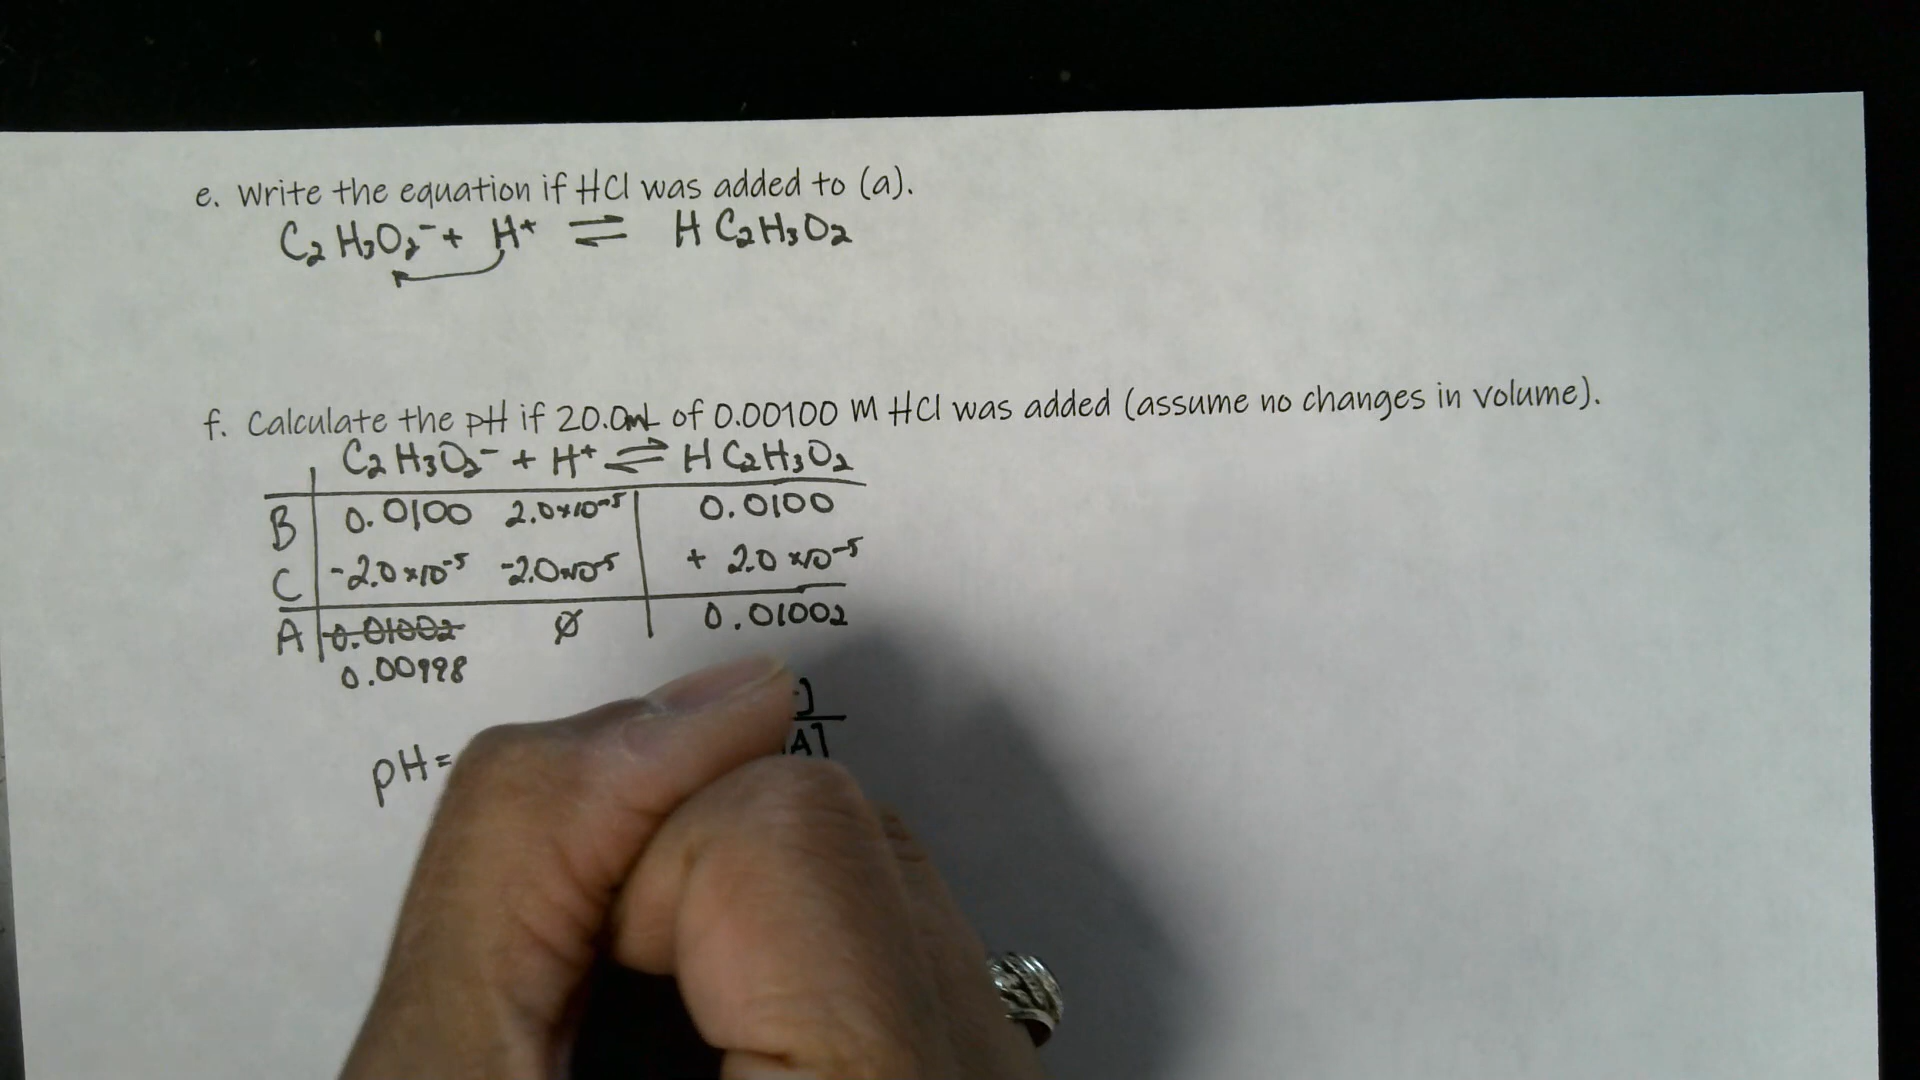 e. Write the equation if HCl was added to (a).
C₂H₃O₂⁻ + H⁺ ⇌ HC₂H₃O₂
f. Calculate the pH if 20.0mL of 0.00100 M HCl was added (assume no changes in volume).
C₂H₃O₂⁻ + H⁺ ⇌ HC₂H₃O₂
B 0.0100 2.0×10⁻⁵ 0.0100
C -2.0×10⁻⁵ -2.0×10⁻⁵ + 2.0×10⁻⁵
A 0.01002 Ø 0.01002
0.00998
pH= -]
A]